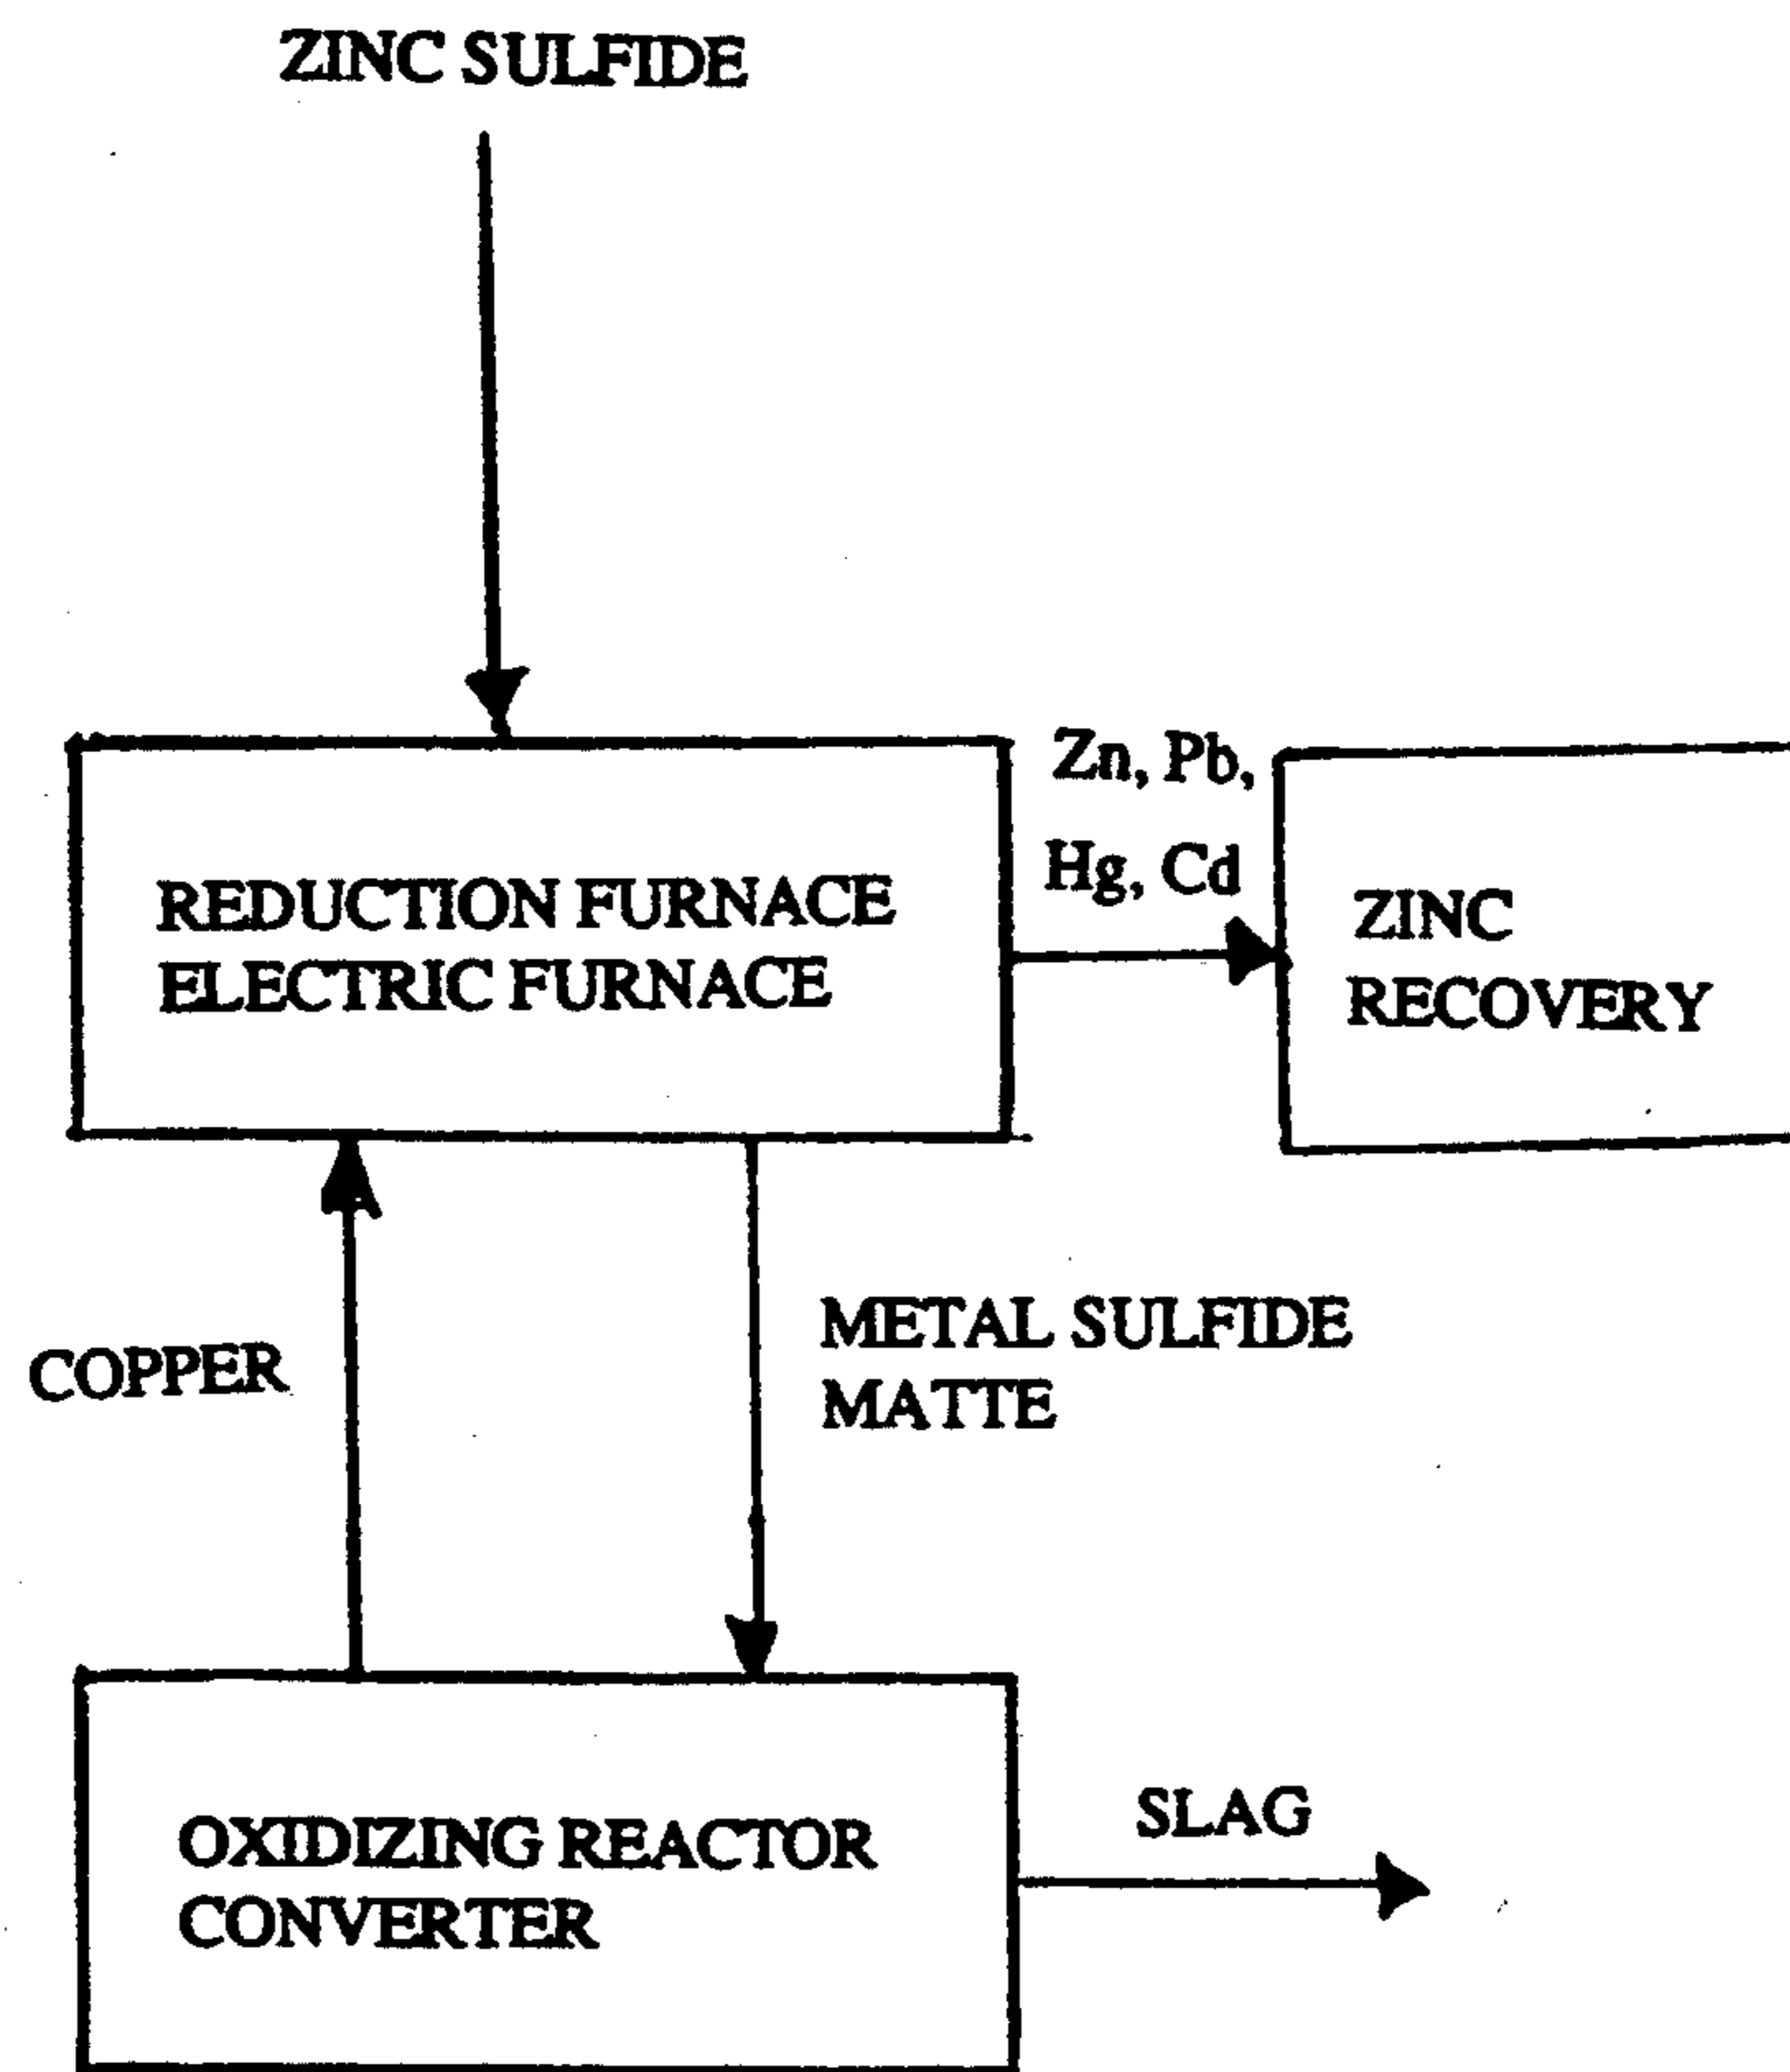 ZINC SULFIDE
Zn, Pb,
Hg, Cd
REDUCTION FURNACE
ELECTRIC FURNACE
ZINC
RECOVERY
COPPER
METAL SULFIDE
MATTE
OXIDIZING REACTOR
CONVERTER
SLAG